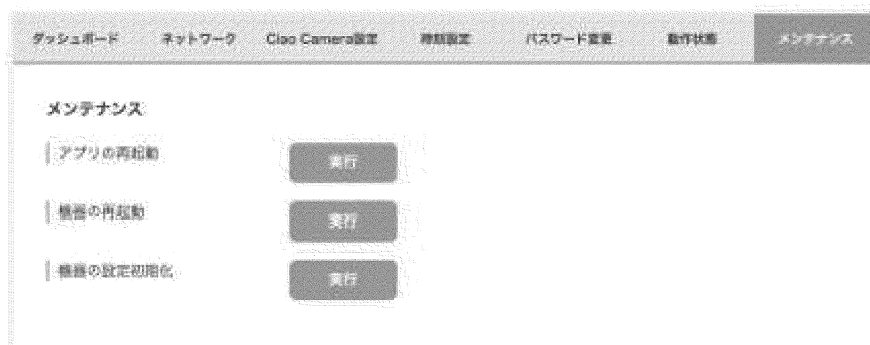 ダッシュボード ネットワーク Ciao Camera設定 時刻設定 パスワード変更 動作状態 メンテナンス
メンテナンス
アプリの再起動 実行
機器の再起動 実行
機器の設定初期化 実行